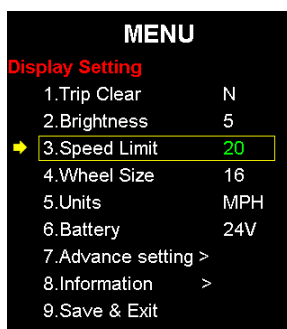 MENU
Display Setting
1.Trip Clear N
2.Brightness 5
3.Speed Limit 20
4.Wheel Size 16
5.Units MPH
6.Battery 24V
7.Advance setting >
8.Information >
9.Save & Exit